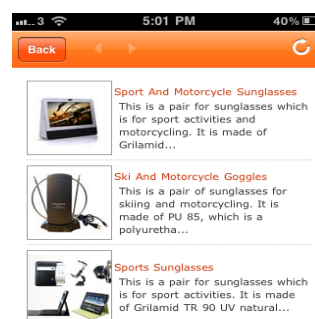 3 5:01 PM 40%
Back
Sport And Motorcycle Sunglasses
This is a pair for sunglasses which
is for sport activities and
motorcycling. It is made of
Grilamid...
Ski And Motorcycle Goggles
This is a pair of sunglasses for
skiing and motorcycling. It is
made of PU 85, which is a
polyuretha...
Sports Sunglasses
This is a pair for sunglasses which
is for sport activities. It is made
of Grilamid TR 90 UV natural...